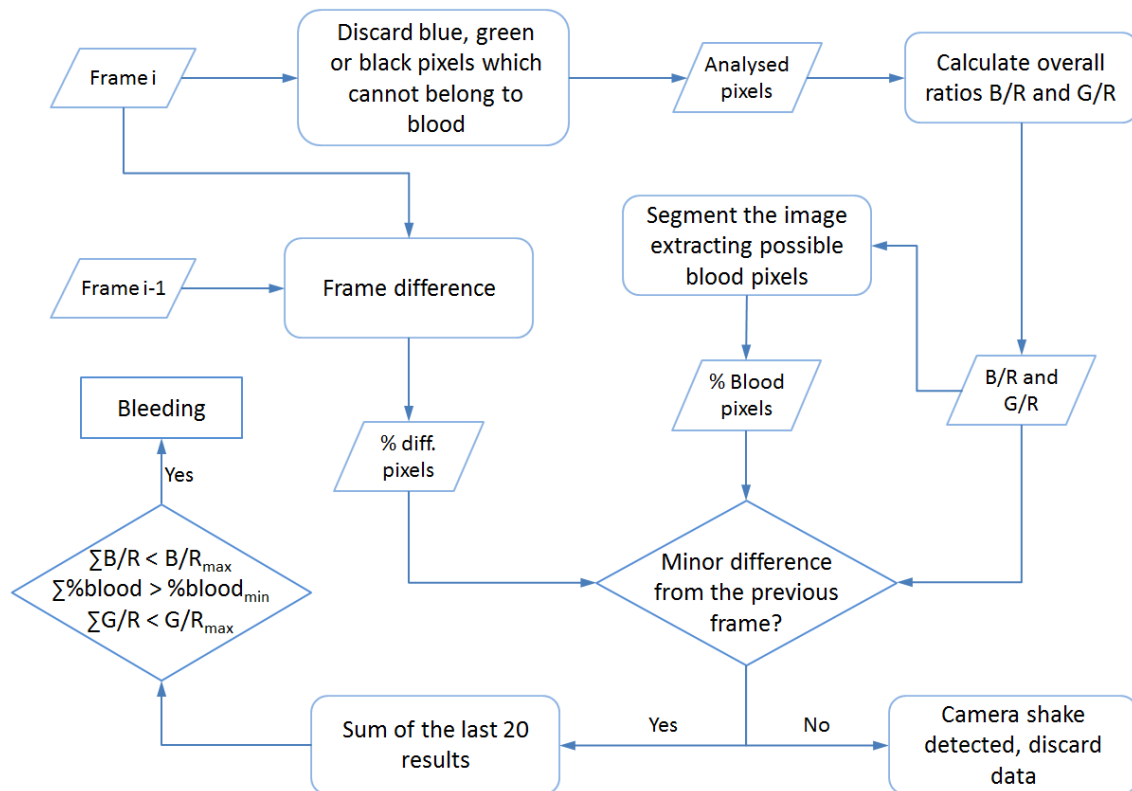 Frame i
Discard blue, green
or black pixels which
cannot belong to
blood
Analysed
pixels
Calculate overall
ratios B/R and G/R
Segment the image
extracting possible
blood pixels
Frame i-1
Frame difference
% Blood
pixels
B/R and
G/R
Bleeding
Yes
% diff.
pixels
∑B/R < B/Rmax
∑%blood > %bloodmin
∑G/R < G/Rmax
Minor difference
from the previous
frame?
Sum of the last 20
results
Yes
No
Camera shake
detected, discard
data